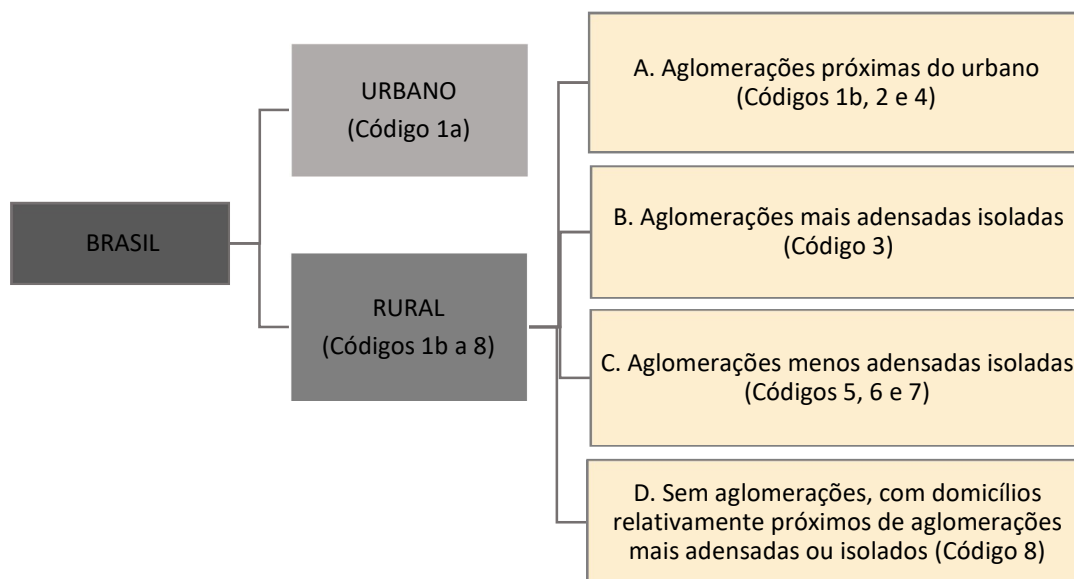 BRASIL
URBANO
(Código 1a)
RURAL
(Códigos 1b a 8)
A. Aglomerações próximas do urbano
(Códigos 1b, 2 e 4)
B. Aglomerações mais adensadas isoladas
(Código 3)
C. Aglomerações menos adensadas isoladas
(Códigos 5, 6 e 7)
D. Sem aglomerações, com domicílios
relativamente próximos de aglomerações
mais adensadas ou isolados (Código 8)